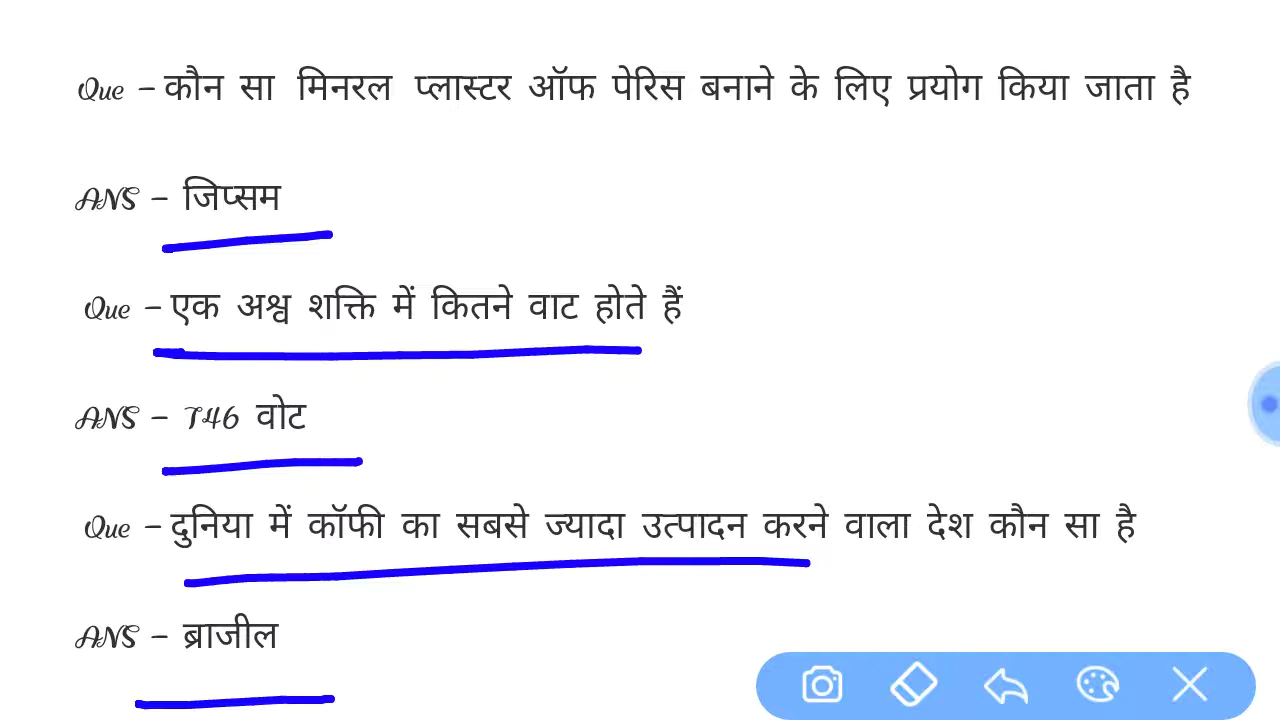 Que – कौन सा मिनरल प्लास्टर ऑफ पेरिस बनाने के लिए प्रयोग किया जाता है
ANS – जिप्सम
Que – एक अश्व शक्ति में कितने वाट होते हैं
ANS – 746 वोट
Que – दुनिया में कॉफी का सबसे ज्यादा उत्पादन करने वाला देश कौन सा है
ANS – ब्राजील